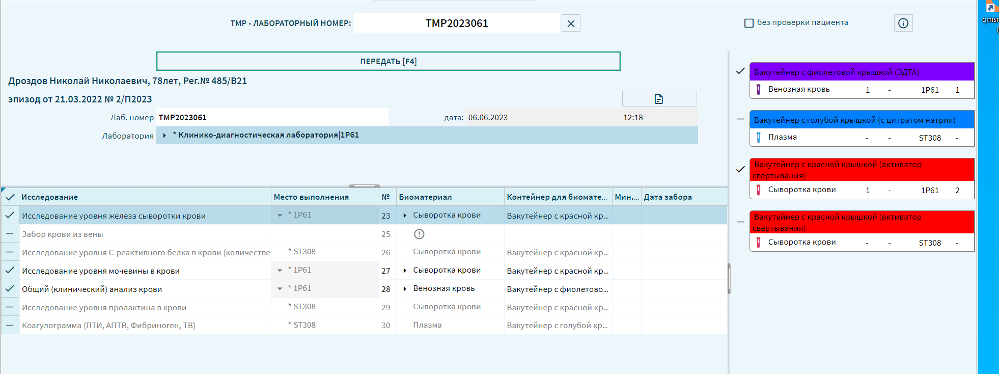 ТМР - ЛАБОРАТОРНЫЙ НОМЕР: TMP2023061
без проверки пациента
qmsr
ПЕРЕДАТЬ [F4]
Дроздов Николай Николаевич, 78лет, Рег.№ 485/В21
эпизод от 21.03.2022 № 2/П2023
Лаб. номер TMP2023061 дата: 06.06.2023 12:18
Лаборатория * Клинико-диагностическая лаборатория|1P61
Исследование Место выполнения № Биоматериал Контейнер для биомате... Мин.... Дата забора
Исследование уровня железа сыворотки крови * 1P61 23 Сыворотка крови Вакутейнер с красной кр...
Забор крови из вены 25
Исследование уровня С-реактивного белка в крови (количестве * ST308 26 Сыворотка крови Вакутейнер с красной кр...
Исследование уровня мочевины в крови * 1P61 27 Сыворотка крови Вакутейнер с красной кр...
Общий (клинический) анализ крови * 1P61 28 Венозная кровь Вакутейнер с фиолетово...
Исследование уровня пролактина в крови * ST308 29 Сыворотка крови Вакутейнер с красной кр...
Коагулограмма (ПТИ, АПТВ, Фибриноген, ТВ) * ST308 30 Плазма Вакутейнер с голубой кр...
Вакутейнер с фиолетовой крышкой (ЭДТА)
Венозная кровь 1 - 1P61 1
Вакутейнер с голубой крышкой (с цитратом натрия)
Плазма - - ST308 -
Вакутейнер с красной крышкой (активатор
свертывания)
Сыворотка крови 1 - 1P61 2
Вакутейнер с красной крышкой (активатор
свертывания)
Сыворотка крови - - ST308 -